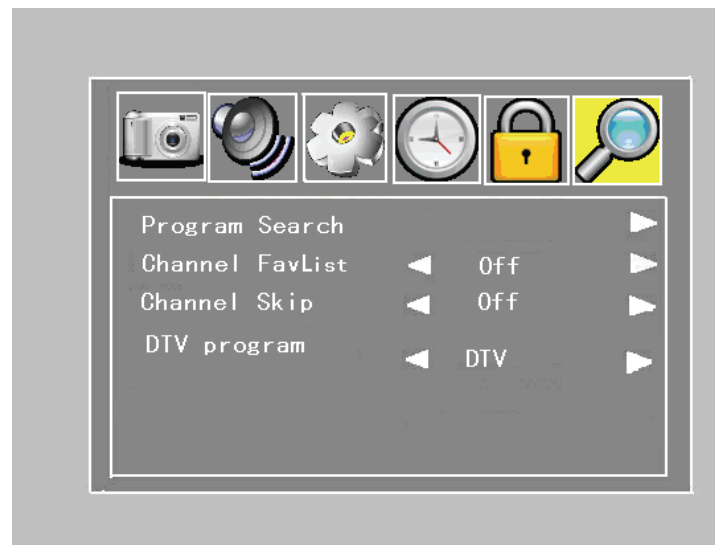 Program Search
Channel FavList Off
Channel Skip Off
DTV program DTV